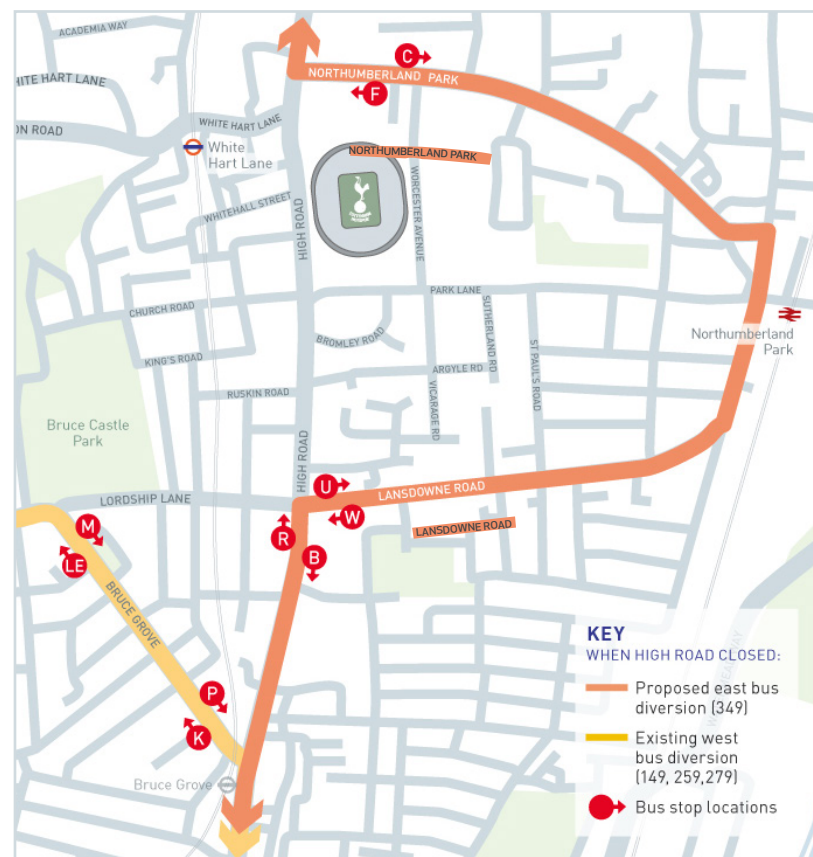 ACADEMIA WAY
HITE HART LANE
ON ROAD
WHITE HART LANE
White
Hart Lane
C
NORTHUMBERLAND PARK
F
NORTHUMBERLAND PARK
WORCESTER AVENUE
WHITEHALL STREET
HIGH ROAD
PARK LANE
CHURCH ROAD
BROMLEY ROAD
SUTHERLAND RD
ST PAUL'S ROAD
Northumberland
Park
KING'S ROAD
ARGYLE RD
RUSKIN ROAD
VICARAGE RD
Bruce Castle
Park
HIGH ROAD
LORDSHIP LANE
U
LANSDOWNE ROAD
W
LANSDOWNE ROAD
R
B
M
LE
BRUCE GROVE
P
K
Bruce Grove
KEY
WHEN HIGH ROAD CLOSED:
Proposed east bus
diversion (349)
Existing west
bus diversion
(149, 259,279)
Bus stop locations